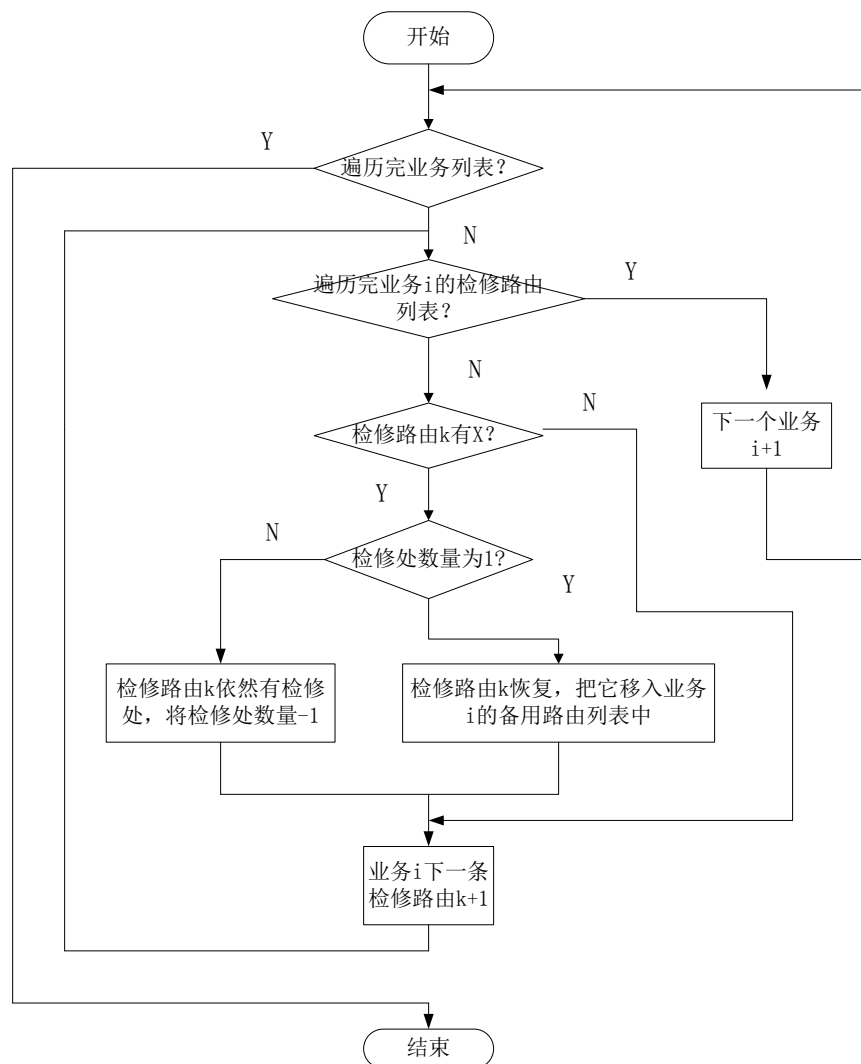 开始
Y
遍历完业务列表?
N
遍历完业务i的检修路由
列表?
Y
N
检修路由k有X?
N
下一个业务
i+1
Y
检修处数量为1?
N
Y
检修路由k依然有检修
处，将检修处数量-1
检修路由k恢复，把它移入业务
i的备用路由列表中
业务i下一条
检修路由k+1
结束